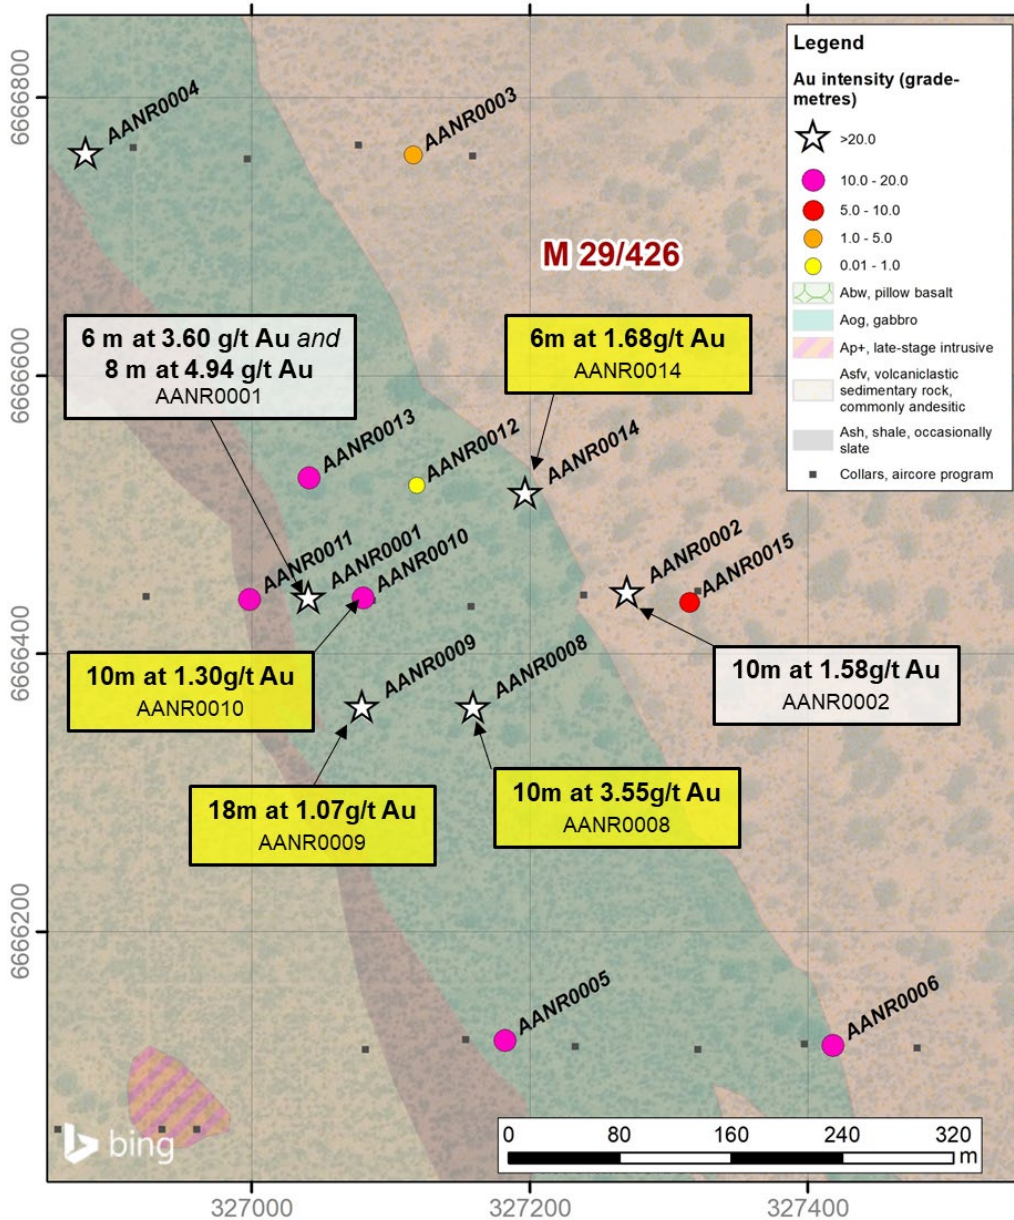 Legend
Au intensity (grade-
metres)
>20.0
10.0 - 20.0
5.0 - 10.0
1.0 - 5.0
0.01 - 1.0
Abw, pillow basalt
Aog, gabbro
Ap+, late-stage intrusive
Asfv, volcaniclastic
sedimentary rock,
commonly andesitic
Ash, shale, occasionally
slate
Collars, aircore program
6666800
6666600
6666400
6666200
AANR0004
AANR0003
M 29/426
6 m at 3.60 g/t Au and
8 m at 4.94 g/t Au
AANR0001
6m at 1.68g/t Au
AANR0014
AANR0013
AANR0012
AANR0014
AANR0011
AANR0001
AANR0010
AANR0002
AANR0015
10m at 1.30g/t Au
AANR0010
AANR0009
AANR0008
10m at 1.58g/t Au
AANR0002
18m at 1.07g/t Au
AANR0009
10m at 3.55g/t Au
AANR0008
AANR0005
AANR0006
bing
0 80 160 240 320
m
327000 327200 327400